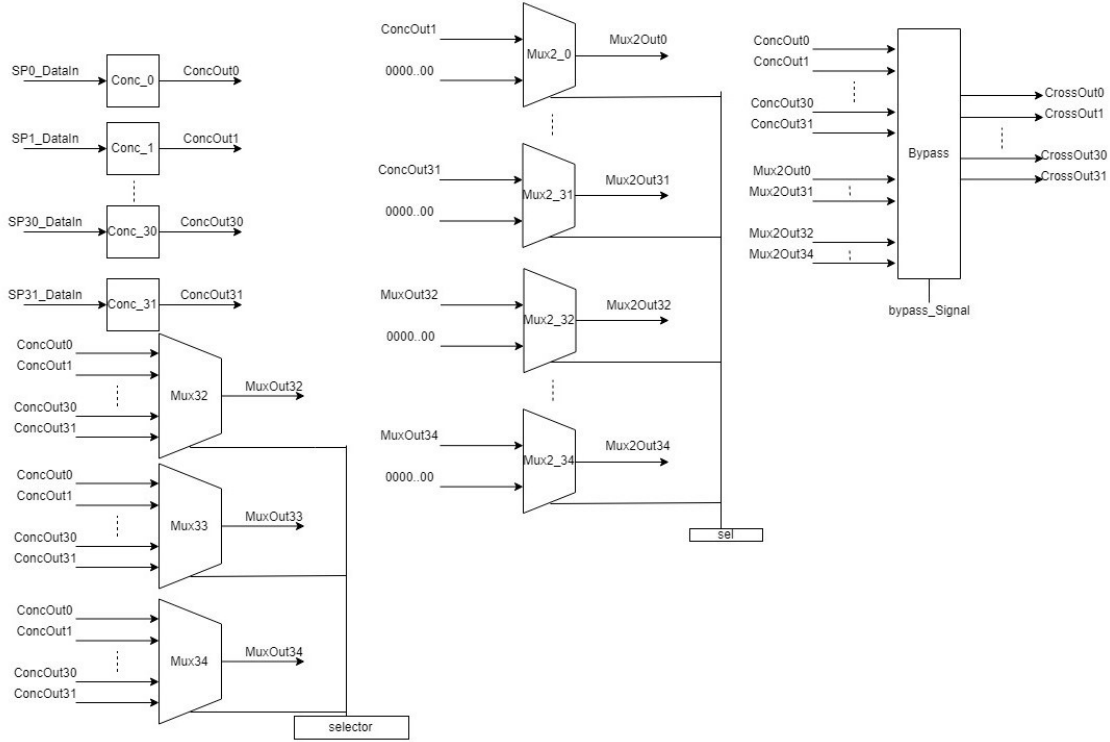 SP0_DataIn
Conc_0
ConcOut0
SP1_DataIn
Conc_1
ConcOut1
SP30_DataIn
Conc_30
ConcOut30
SP31_DataIn
Conc_31
ConcOut31
ConcOut0
ConcOut1
ConcOut30
ConcOut31
Mux32
MuxOut32
ConcOut0
ConcOut1
ConcOut30
ConcOut31
Mux33
MuxOut33
ConcOut0
ConcOut1
ConcOut30
ConcOut31
Mux34
MuxOut34
selector
ConcOut1
0000..00
Mux2_0
Mux2Out0
ConcOut31
0000..00
Mux2_31
Mux2Out31
MuxOut32
0000..00
Mux2_32
Mux2Out32
MuxOut34
0000..00
Mux2_34
Mux2Out34
sel
ConcOut0
ConcOut1
ConcOut30
ConcOut31
Mux2Out0
Mux2Out31
Mux2Out32
Mux2Out34
Bypass
bypass_Signal
CrossOut0
CrossOut1
CrossOut30
CrossOut31